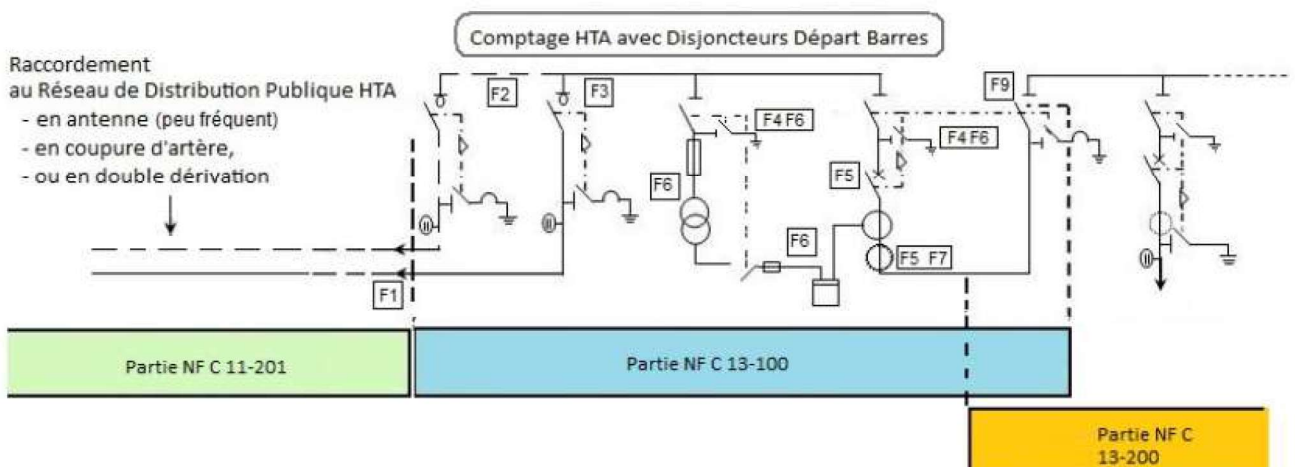 Comptage HTA avec Disjoncteurs Départ Barres
Raccordement
au Réseau de Distribution Publique HTA
- en antenne (peu fréquent)
- en coupure d'artère,
- ou en double dérivation
F2
F3
F9
F4 F6
F4 F6
F6
F5
F6
F5 F7
F1
Partie NF C 11-201
Partie NF C 13-100
Partie NF C
13-200